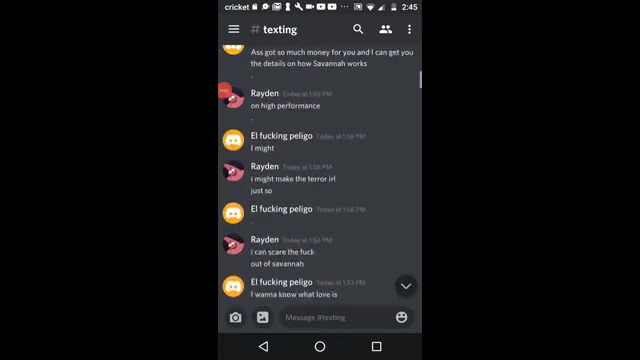 cricket
2:45
# texting
Ass got so much money for you and I can get you
the details on how Savannah works
.
Rayden Today at 1:56 PM
on high performance
.
El fucking peligo Today at 1:56 PM
I might
Rayden Today at 1:56 PM
i might make the terror irl
just so
El fucking peligo Today at 1:56 PM
.
Rayden Today at 1:56 PM
i can scare the fuck
out of savannah
El fucking peligo Today at 1:57 PM
I wanna know what love is
Message #texting